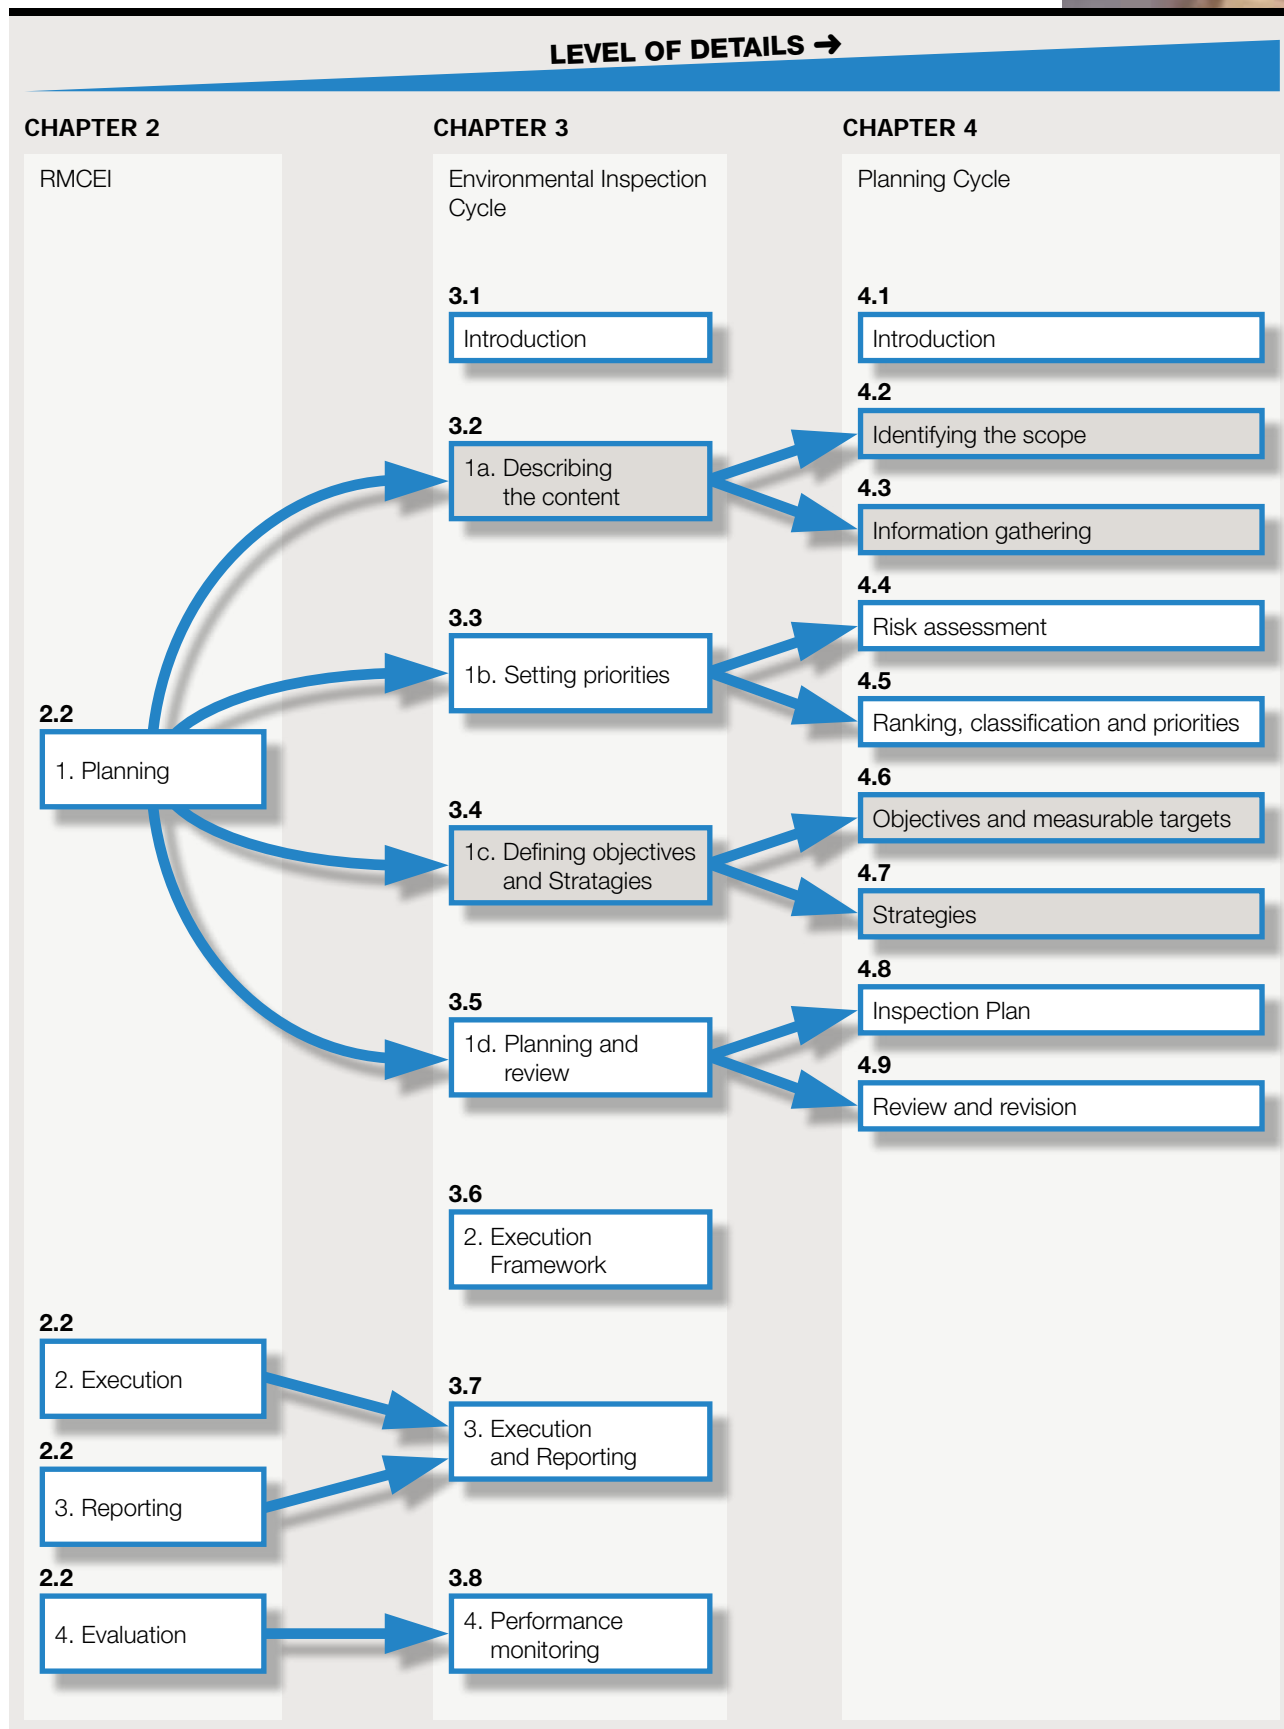 LEVEL OF DETAILS ➜
CHAPTER 2
RMCEI
2.2
1. Planning
2.2
2. Execution
2.2
3. Reporting
2.2
4. Evaluation
CHAPTER 3
Environmental Inspection
Cycle
3.1
Introduction
3.2
1a. Describing
the content
3.3
1b. Setting priorities
3.4
1c. Defining objectives
and Stratagies
3.5
1d. Planning and
review
3.6
2. Execution
Framework
3.7
3. Execution
and Reporting
3.8
4. Performance
monitoring
CHAPTER 4
Planning Cycle
4.1
Introduction
4.2
Identifying the scope
4.3
Information gathering
4.4
Risk assessment
4.5
Ranking, classification and priorities
4.6
Objectives and measurable targets
4.7
Strategies
4.8
Inspection Plan
4.9
Review and revision